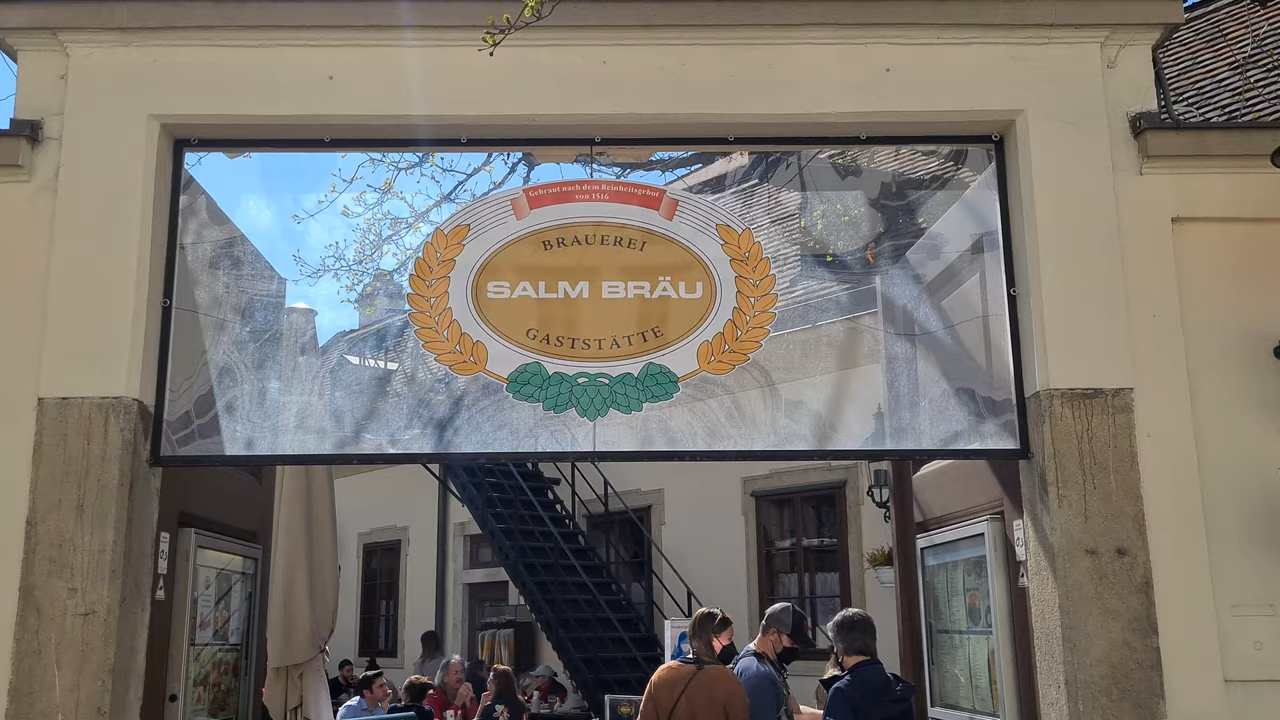 Gebraut nach dem Reinheitsgebot
von 1516
BRAUEREI
SALM BRÄU
GASTSTÄTTE